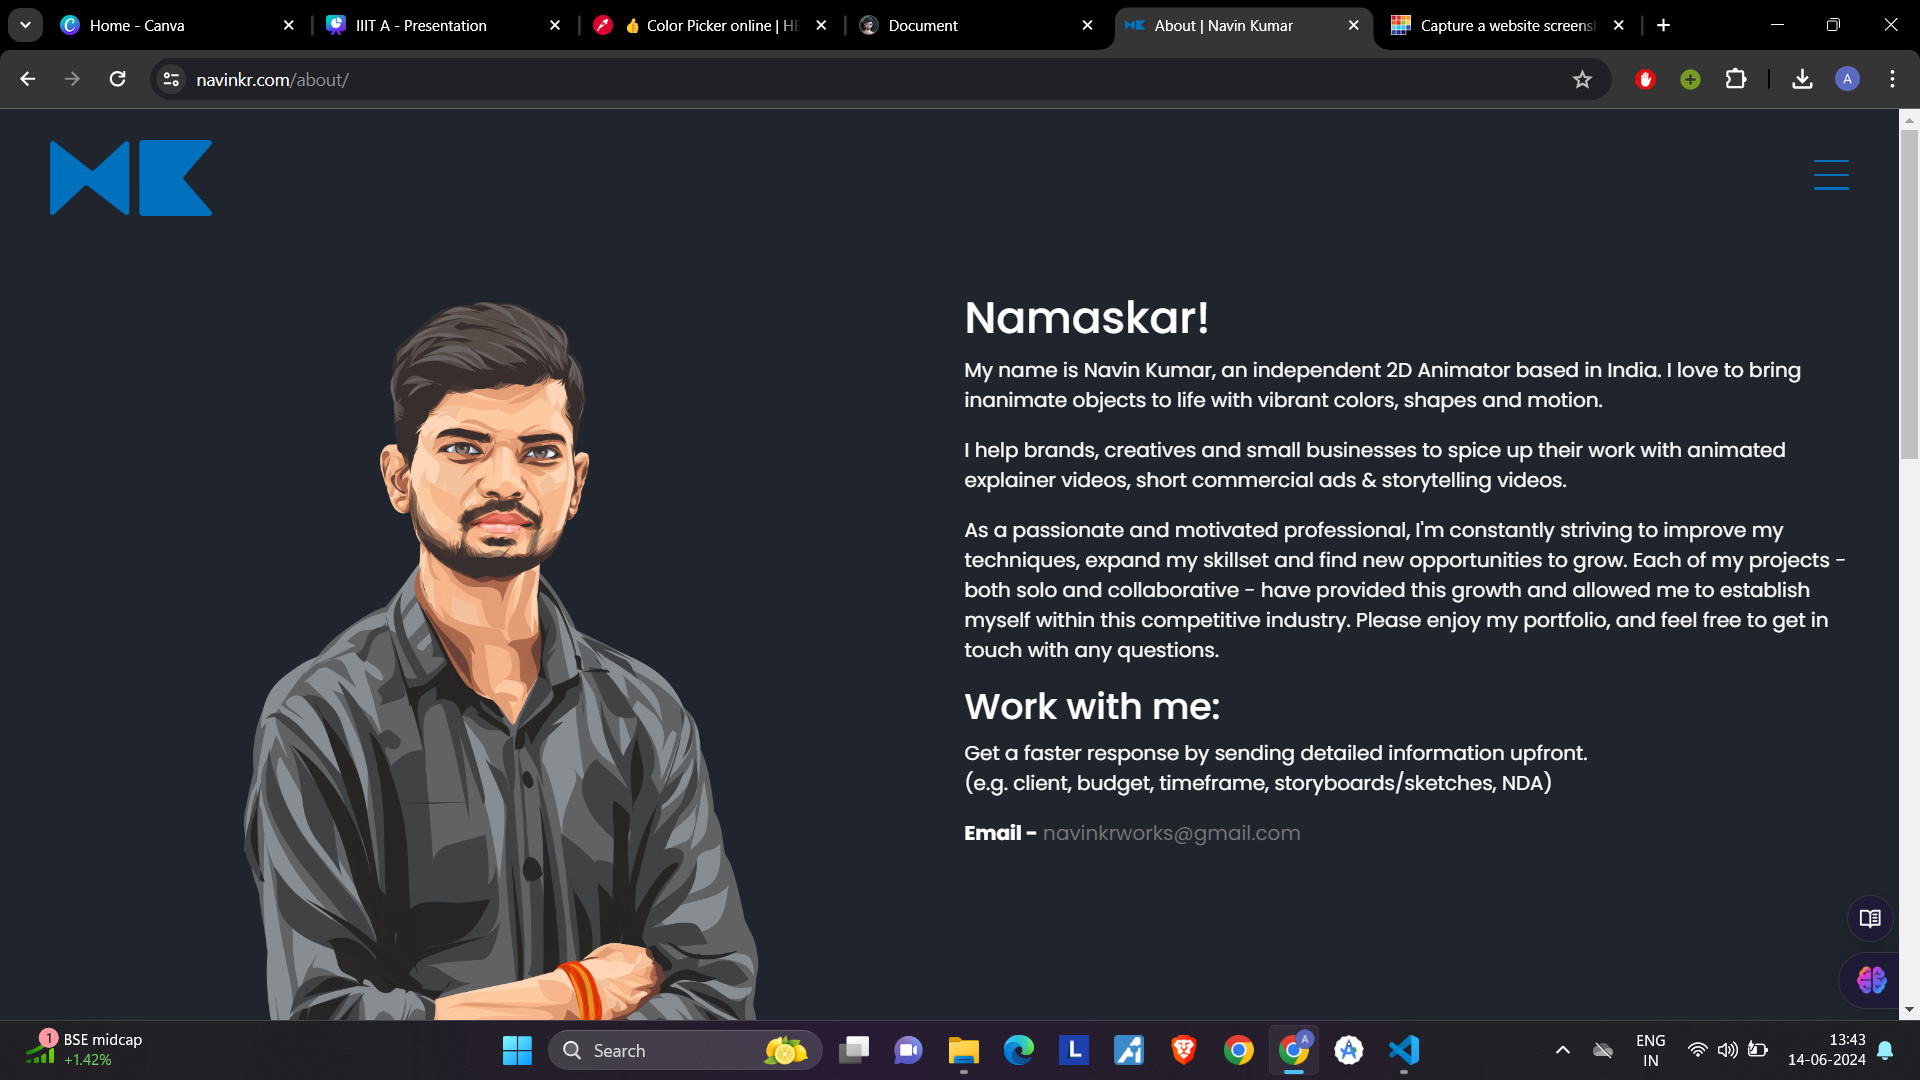 Home - Canva
IIIT A - Presentation
Color Picker online | HE
Document
About | Navin Kumar
Capture a website screens
navinkr.com/about/
A
Namaskar!
My name is Navin Kumar, an independent 2D Animator based in India. I love to bring
inanimate objects to life with vibrant colors, shapes and motion.
I help brands, creatives and small businesses to spice up their work with animated
explainer videos, short commercial ads & storytelling videos.
As a passionate and motivated professional, I'm constantly striving to improve my
techniques, expand my skillset and find new opportunities to grow. Each of my projects -
both solo and collaborative - have provided this growth and allowed me to establish
myself within this competitive industry. Please enjoy my portfolio, and feel free to get in
touch with any questions.
Work with me:
Get a faster response by sending detailed information upfront.
(e.g. client, budget, timeframe, storyboards/sketches, NDA)
Email - navinkrworks@gmail.com
1
BSE midcap
+1.42%
Search
L
A
ENG
IN
13:43
14-06-2024